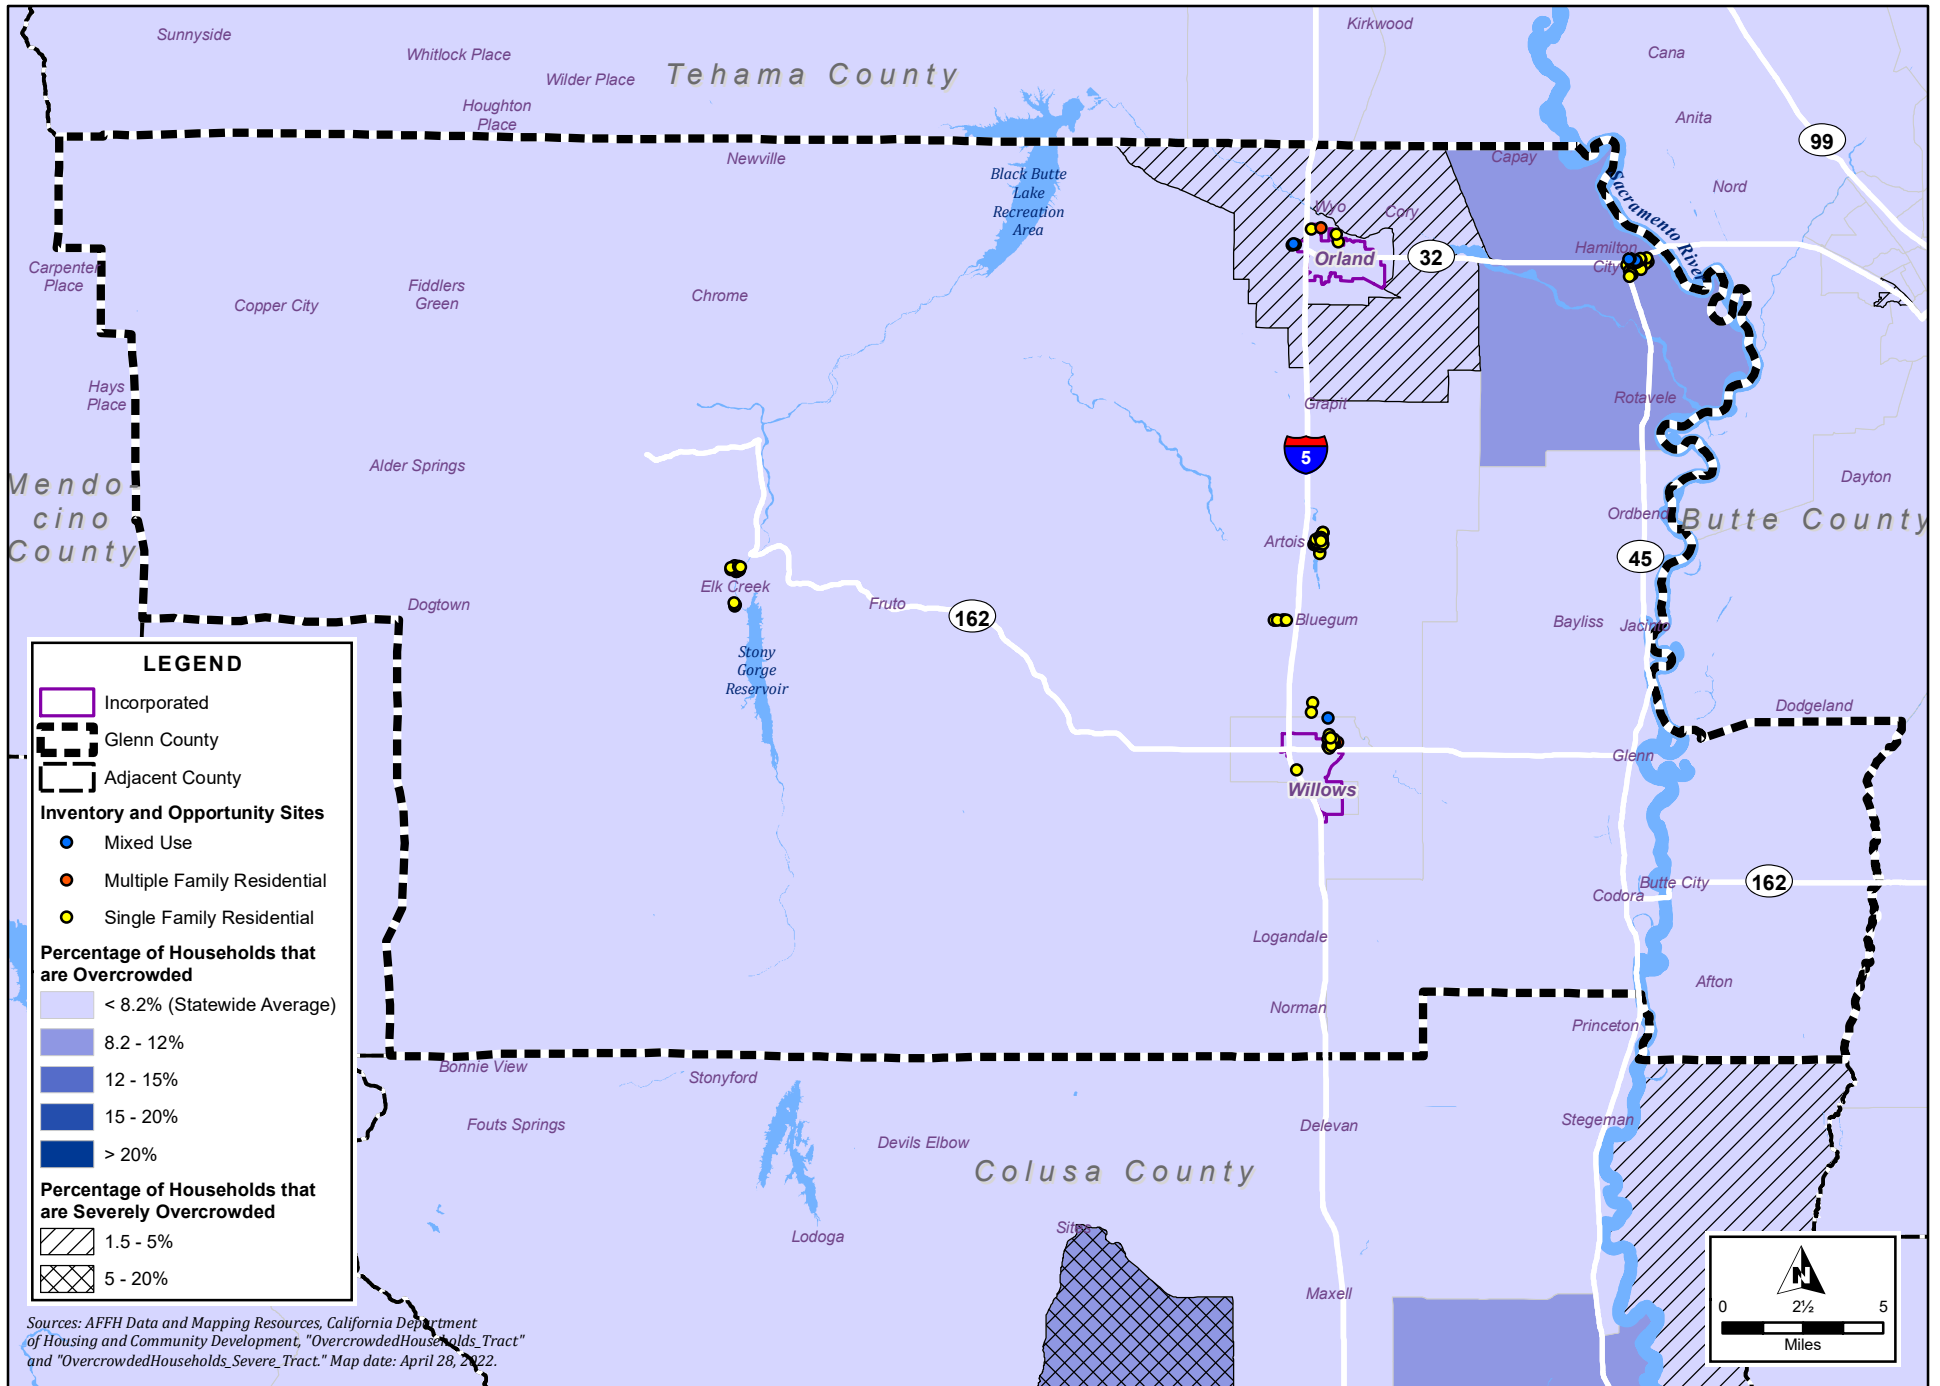 Sunnyside
Whitlock Place
Wilder Place
Houghton
Place
Tehama County
Kirkwood
Cana
Anita
99
Nord
Newville
Black Butte
Lake
Recreation
Area
Capay
Sacramento River
Wyo
Cory
Orland
32
Hamilton
City
Carpenter
Place
Copper City
Fiddlers
Green
Chrome
Hays
Place
Grapit
Rotavele
5
Alder Springs
Mendo-
cino
County
Dayton
Ordbend
Butte County
Artois
45
Elk Creek
Dogtown
Fruto
162
Bluegum
Bayliss
Jacinto
Stony
Gorge
Reservoir
Dodgeland
Glenn
Willows
Butte City
162
Codora
Logandale
Afton
Norman
Princeton
Bonnie View
Stonyford
Fouts Springs
Devils Elbow
Delevan
Stegeman
Colusa County
Sites
Lodoga
Maxell
LEGEND
Incorporated
Glenn County
Adjacent County
Inventory and Opportunity Sites
Mixed Use
Multiple Family Residential
Single Family Residential
Percentage of Households that
are Overcrowded
< 8.2% (Statewide Average)
8.2 - 12%
12 - 15%
15 - 20%
> 20%
Percentage of Households that
are Severely Overcrowded
1.5 - 5%
5 - 20%
Sources: AFFH Data and Mapping Resources, California Department
of Housing and Community Development, "OvercrowdedHouseholds_Tract"
and "OvercrowdedHouseholds_Severe_Tract." Map date: April 28, 2022.
N
0 2½ 5
Miles